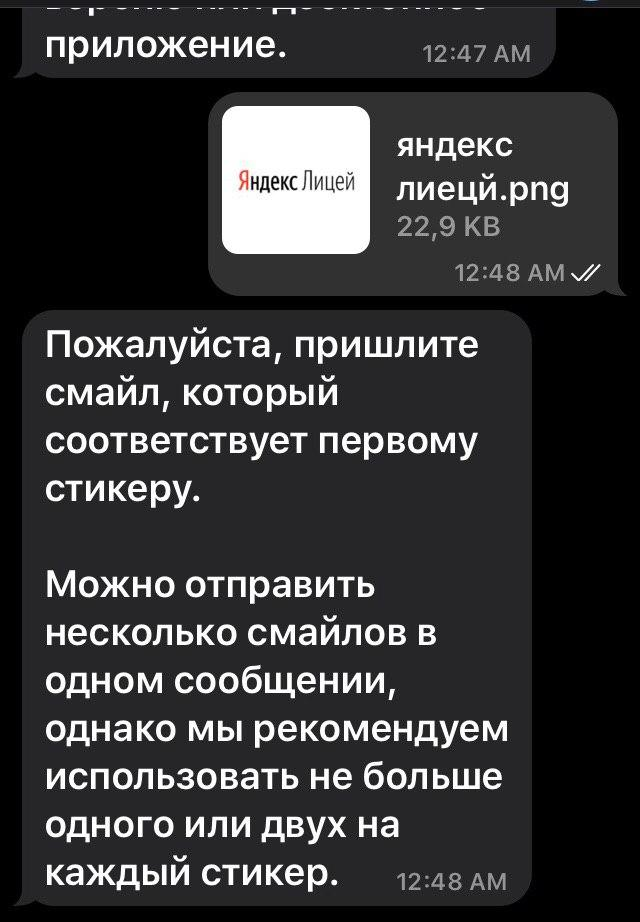 приложение.
12:47 AM
Яндекс Лицей
яндекс
лиецй.png
22,9 KB
12:48 AM
Пожалуйста, пришлите
смайл, который
соответствует первому
стикеру.
Можно отправить
несколько смайлов в
одном сообщении,
однако мы рекомендуем
использовать не больше
одного или двух на
каждый стикер.
12:48 AM